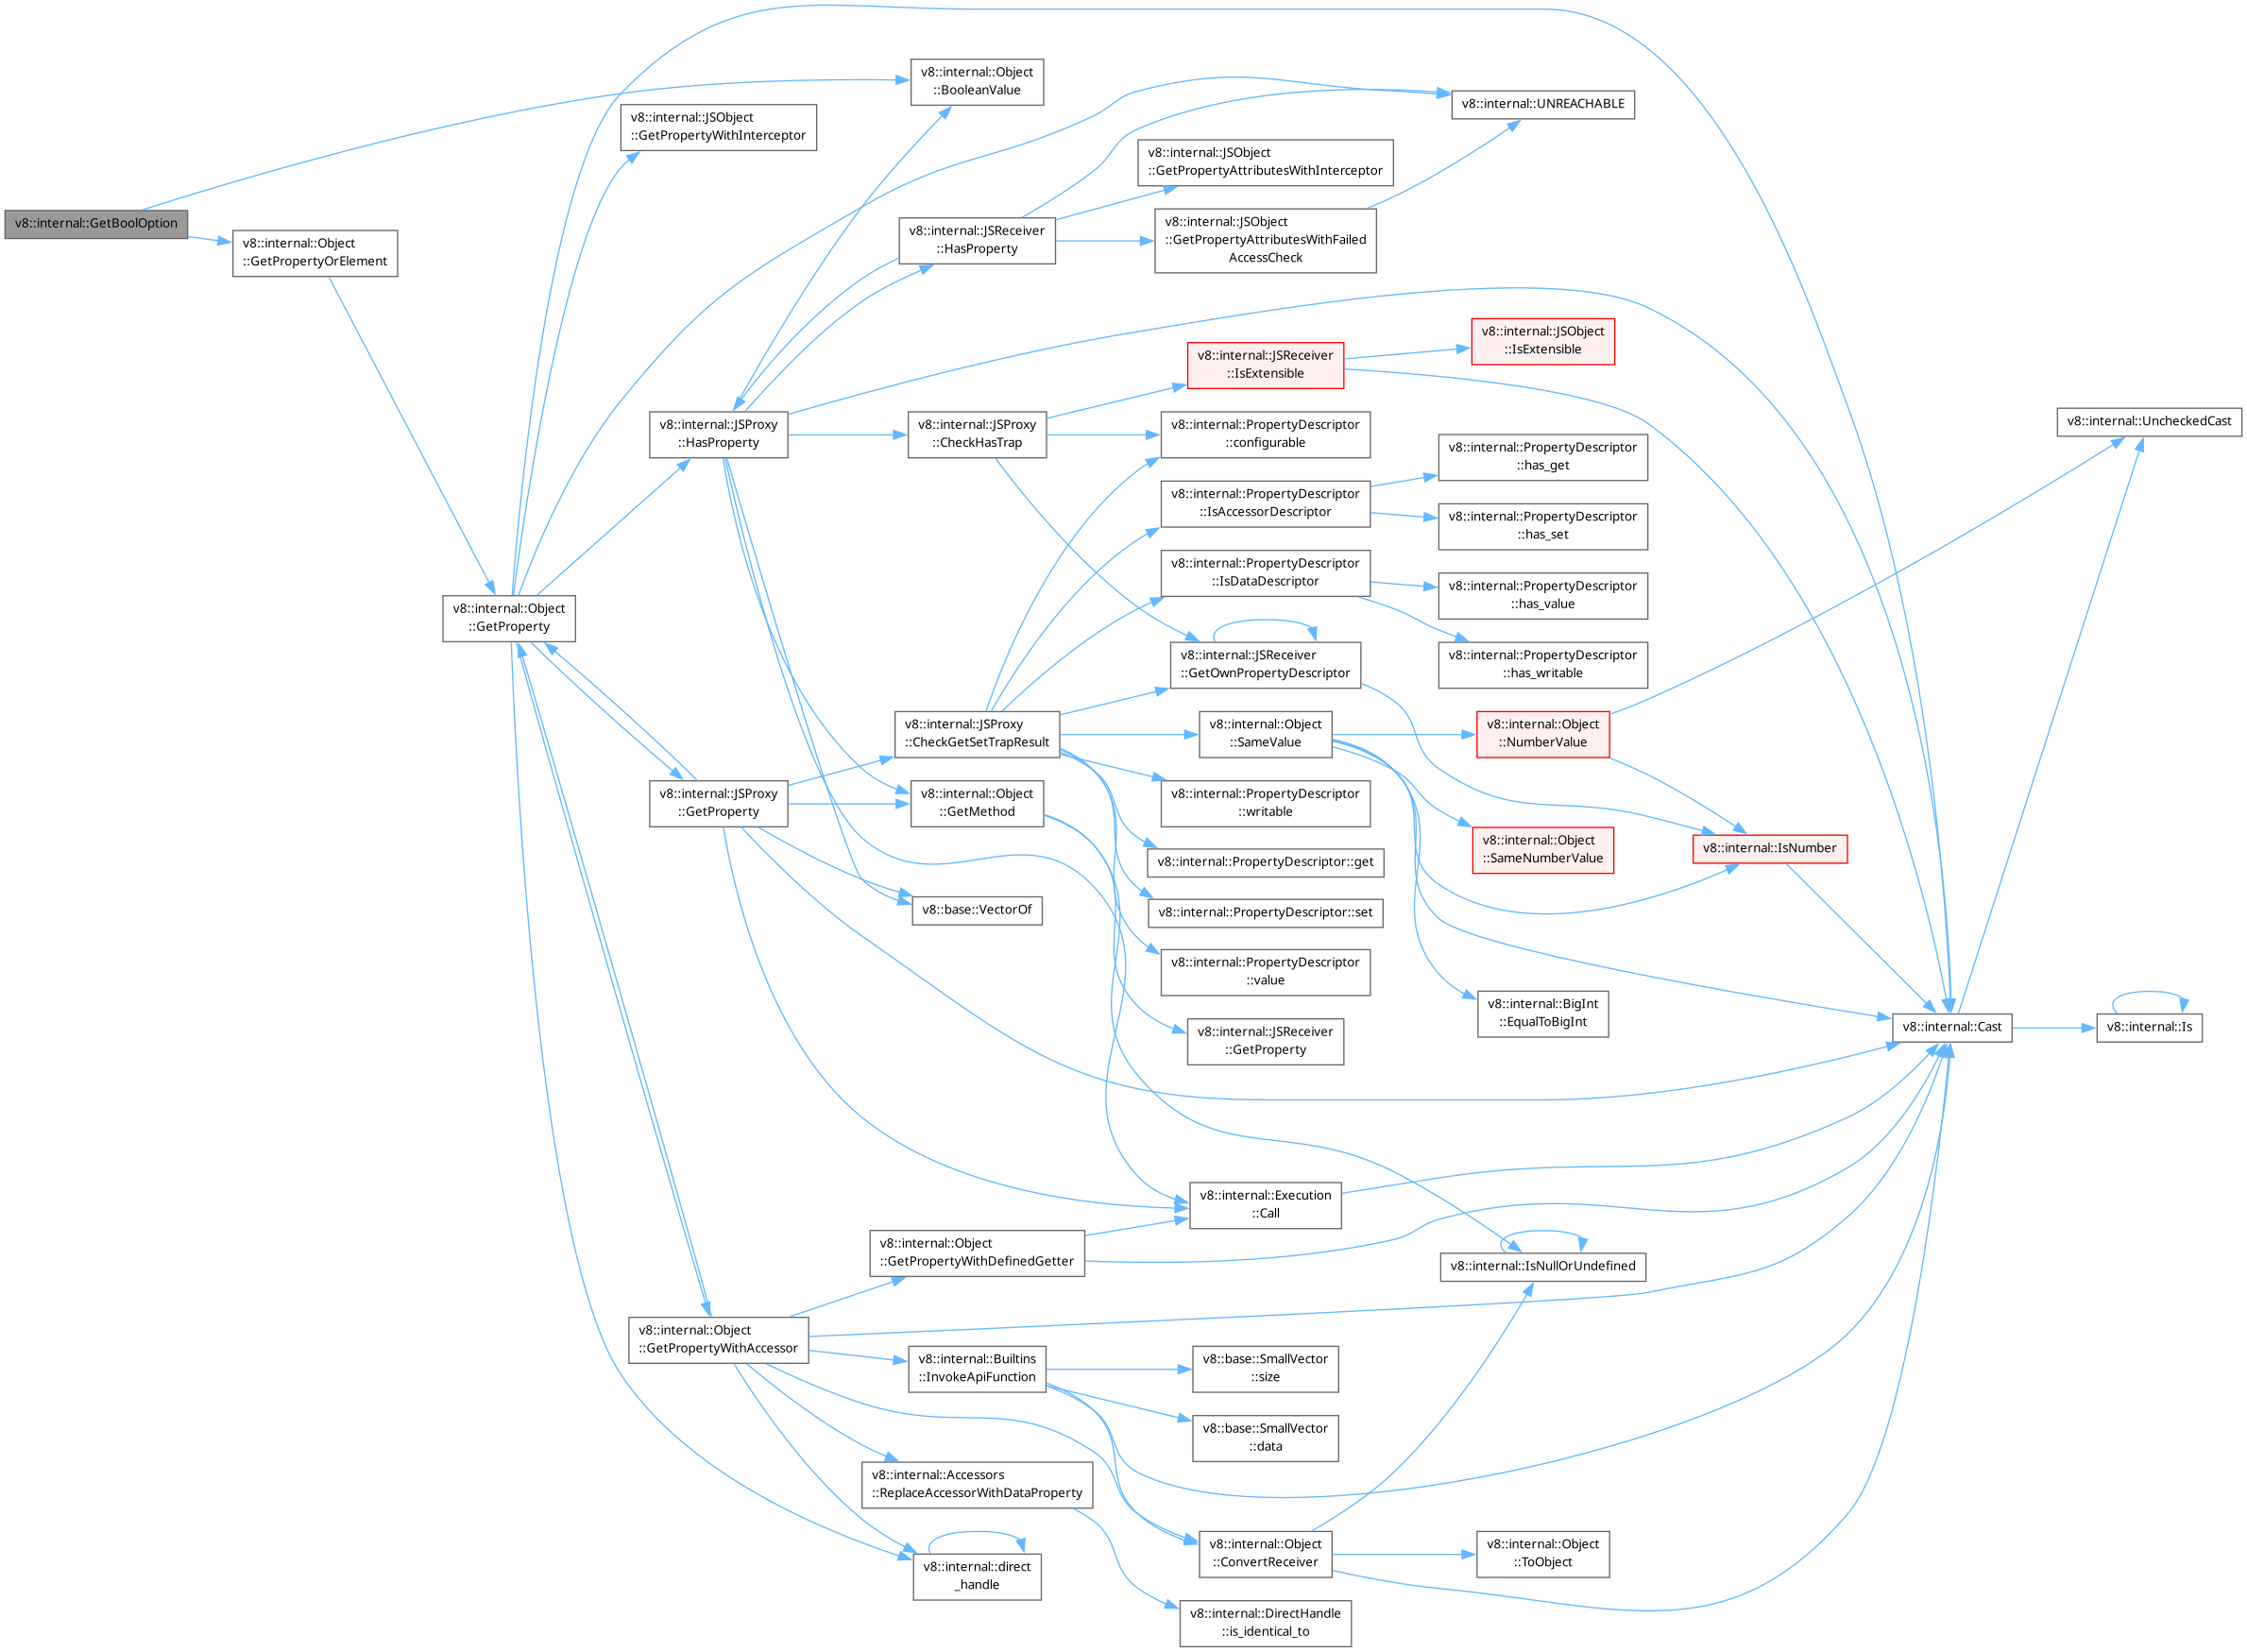 v8::internal::GetBoolOption
v8::internal::Object
::GetPropertyOrElement
v8::internal::Object
::GetProperty
v8::internal::JSObject
::GetPropertyWithInterceptor
v8::internal::JSProxy
::HasProperty
v8::internal::JSProxy
::GetProperty
v8::internal::Object
::GetPropertyWithAccessor
v8::internal::Object
::BooleanValue
v8::internal::JSReceiver
::HasProperty
v8::internal::JSProxy
::CheckHasTrap
v8::internal::JSProxy
::CheckGetSetTrapResult
v8::internal::Object
::GetMethod
v8::base::VectorOf
v8::internal::Object
::GetPropertyWithDefinedGetter
v8::internal::Builtins
::InvokeApiFunction
v8::internal::Accessors
::ReplaceAccessorWithDataProperty
v8::internal::direct
_handle
v8::internal::JSObject
::GetPropertyAttributesWithInterceptor
v8::internal::JSObject
::GetPropertyAttributesWithFailed
AccessCheck
v8::internal::JSReceiver
::IsExtensible
v8::internal::PropertyDescriptor
::configurable
v8::internal::PropertyDescriptor
::IsAccessorDescriptor
v8::internal::PropertyDescriptor
::IsDataDescriptor
v8::internal::JSReceiver
::GetOwnPropertyDescriptor
v8::internal::Object
::SameValue
v8::internal::PropertyDescriptor
::writable
v8::internal::PropertyDescriptor::get
v8::internal::PropertyDescriptor::set
v8::internal::PropertyDescriptor
::value
v8::internal::JSReceiver
::GetProperty
v8::internal::Execution
::Call
v8::base::SmallVector
::size
v8::base::SmallVector
::data
v8::internal::Object
::ConvertReceiver
v8::internal::DirectHandle
::is_identical_to
v8::internal::UNREACHABLE
v8::internal::JSObject
::IsExtensible
v8::internal::PropertyDescriptor
::has_get
v8::internal::PropertyDescriptor
::has_set
v8::internal::PropertyDescriptor
::has_value
v8::internal::PropertyDescriptor
::has_writable
v8::internal::Object
::NumberValue
v8::internal::Object
::SameNumberValue
v8::internal::BigInt
::EqualToBigInt
v8::internal::IsNullOrUndefined
v8::internal::Object
::ToObject
v8::internal::IsNumber
v8::internal::Cast
v8::internal::UncheckedCast
v8::internal::Is